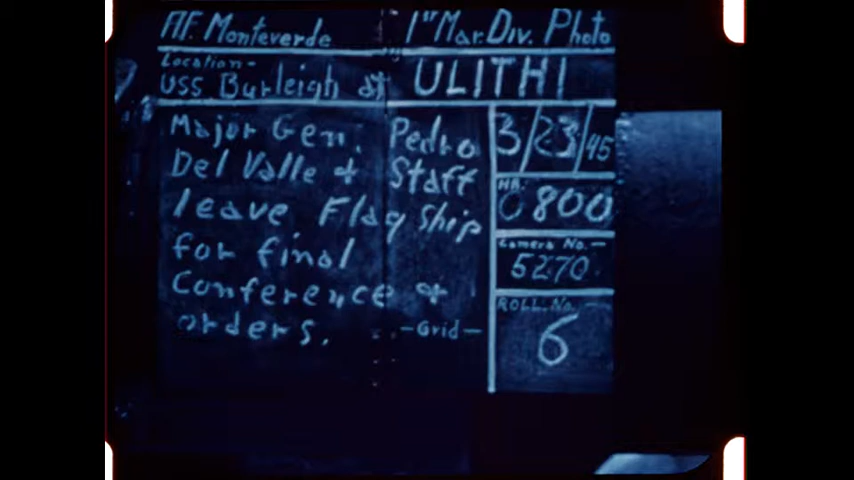 A.F. Monteverde 1st Mar. Div. Photo
Location-
USS Burleigh at ULITHI
Major Gen. Pedro
Del Valle & Staff
leave Flag Ship
for final
Conference &
orders. -Grid-
3/23/45
HR.
0800
Camera No.-
5270
ROLL.No.-
6